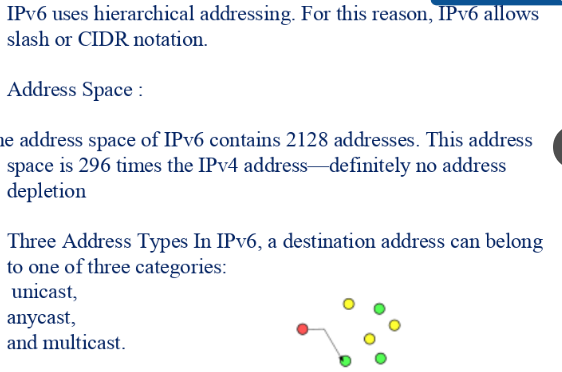 IPv6 uses hierarchical addressing. For this reason, IPv6 allows
slash or CIDR notation.
Address Space :
ne address space of IPv6 contains 2128 addresses. This address
space is 296 times the IPv4 address—definitely no address
depletion
Three Address Types In IPv6, a destination address can belong
to one of three categories:
unicast,
anycast,
and multicast.